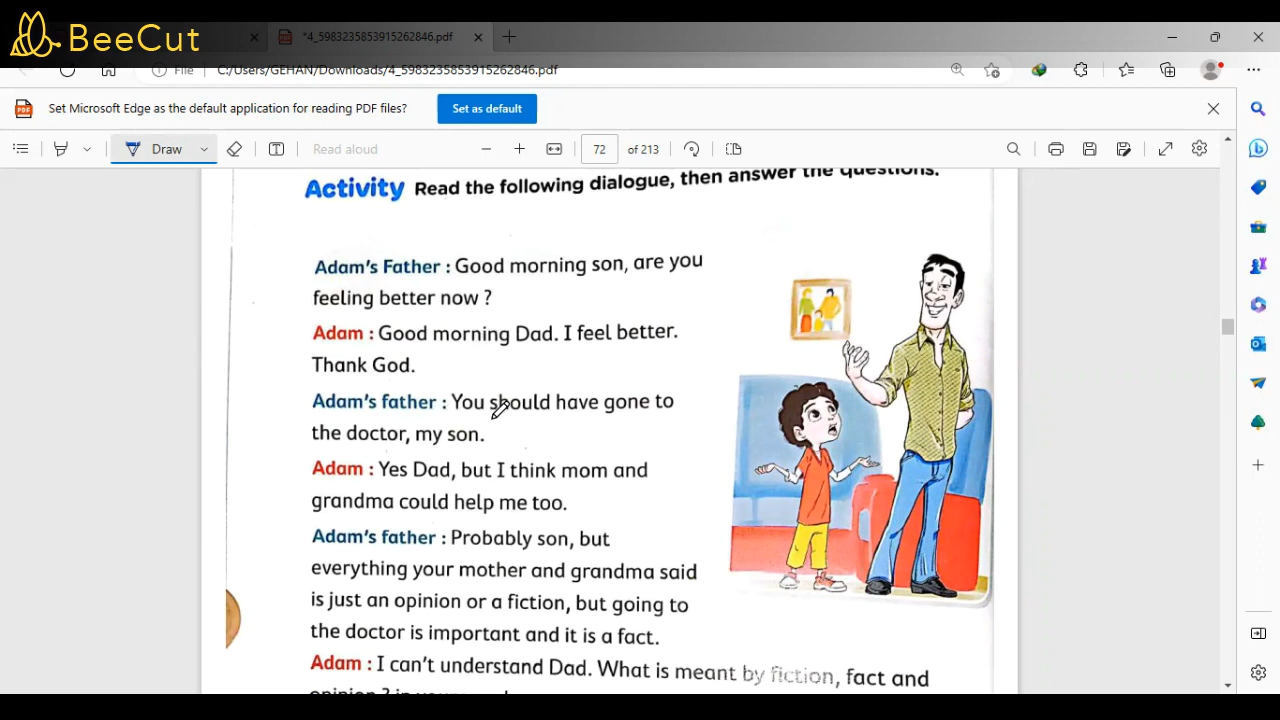 BeeCut
*4_5983235853915262846.pdf
File C:/Users/GEHAN/Downloads/4_5983235853915262846.pdf
Set Microsoft Edge as the default application for reading PDF files? Set as default
Draw Read aloud 72 of 213
Activity Read the following dialogue, then answer the questions.
Adam's Father : Good morning son, are you
feeling better now ?
Adam : Good morning Dad. I feel better.
Thank God.
Adam's father : You should have gone to
the doctor, my son.
Adam : Yes Dad, but I think mom and
grandma could help me too.
Adam's father : Probably son, but
everything your mother and grandma said
is just an opinion or a fiction, but going to
the doctor is important and it is a fact.
Adam : I can't understand Dad. What is meant by fiction, fact and